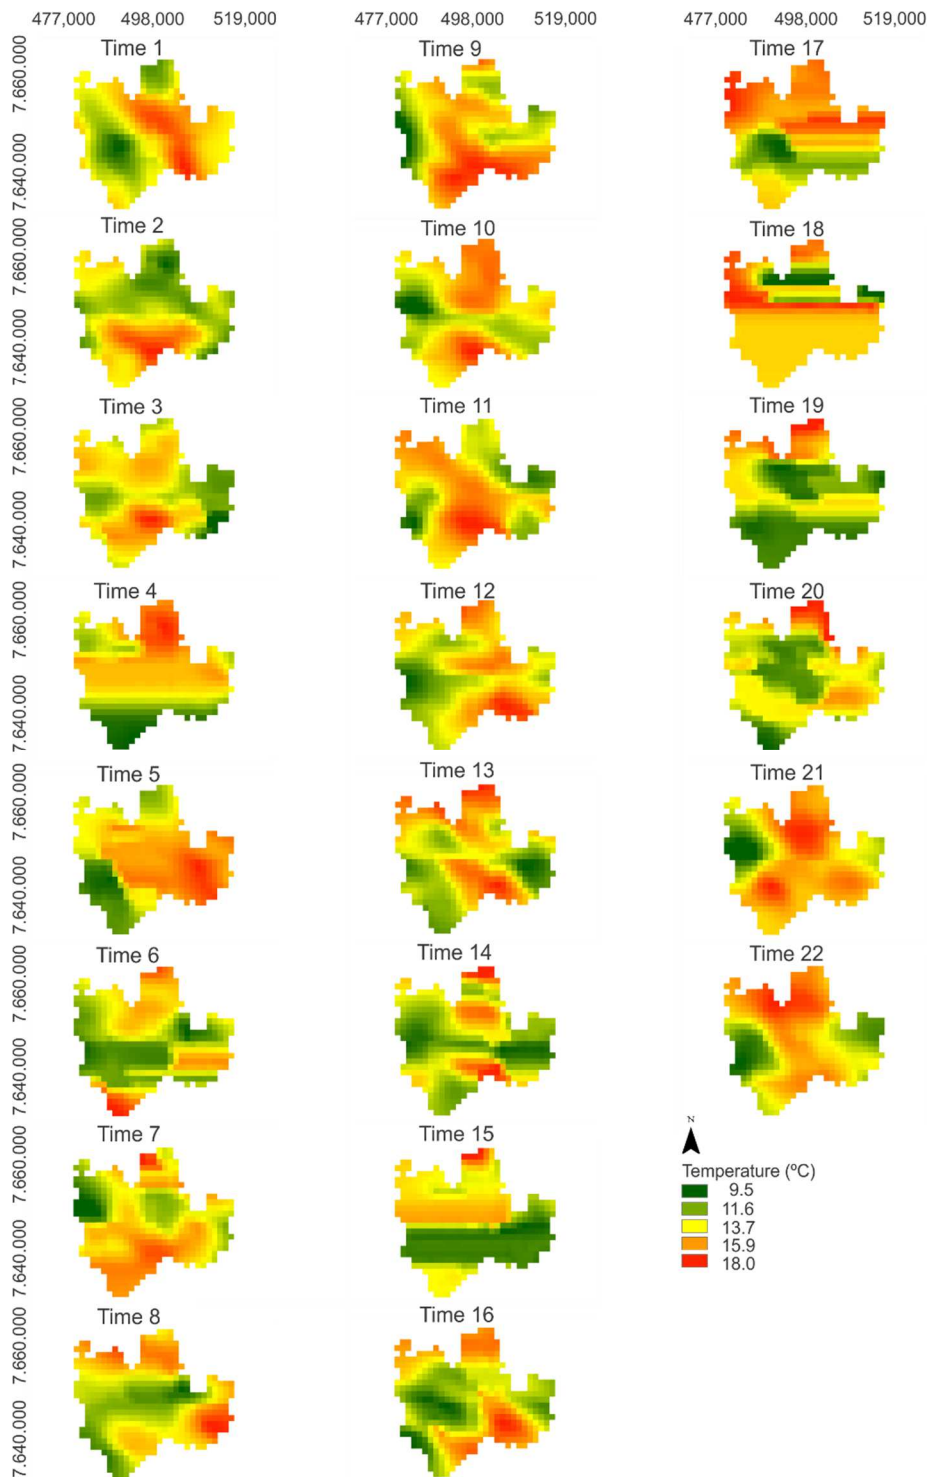 477,000 498,000 519,000 477,000 498,000 519,000 477,000 498,000 519,000
Time 1 Time 9 Time 17
7.660.000
7.640.000
Time 2 Time 10 Time 18
7.660.000
7.640.000
Time 3 Time 11 Time 19
7.660.000
7.640.000
Time 4 Time 12 Time 20
7.660.000
7.640.000
Time 5 Time 13 Time 21
7.660.000
7.640.000
Time 6 Time 14 Time 22
7.660.000
7.640.000
N
Time 7 Time 15
7.660.000
7.640.000
Temperature (ºC)
9.5
11.6
13.7
15.9
18.0
Time 8 Time 16
7.660.000
7.640.000